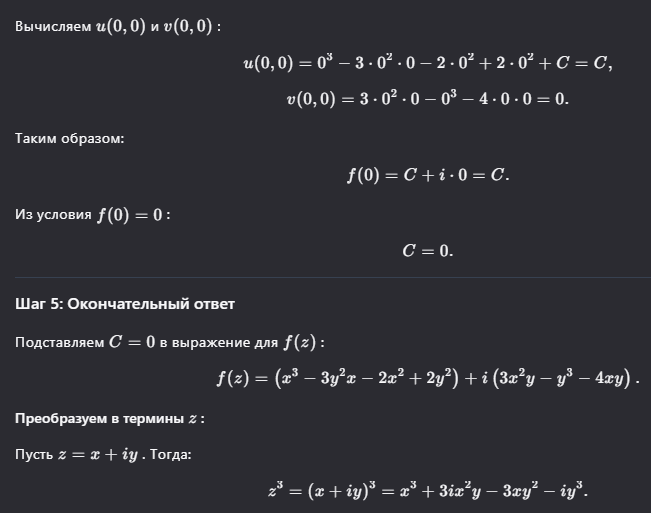 Вычисляем u(0,0) и v(0,0) :
u(0,0) = 0³ − 3 · 0² · 0 − 2 · 0² + 2 · 0² + C = C,
v(0,0) = 3 · 0² · 0 − 0³ − 4 · 0 · 0 = 0.
Таким образом:
f(0) = C + i · 0 = C.
Из условия f(0) = 0 :
C = 0.
Шаг 5: Окончательный ответ
Подставляем C = 0 в выражение для f(z) :
f(z) = (x³ − 3y²x − 2x² + 2y²) + i (3x²y − y³ − 4xy) .
Преобразуем в термины z :
Пусть z = x + iy . Тогда:
z³ = (x + iy)³ = x³ + 3ix²y − 3xy² − iy³.